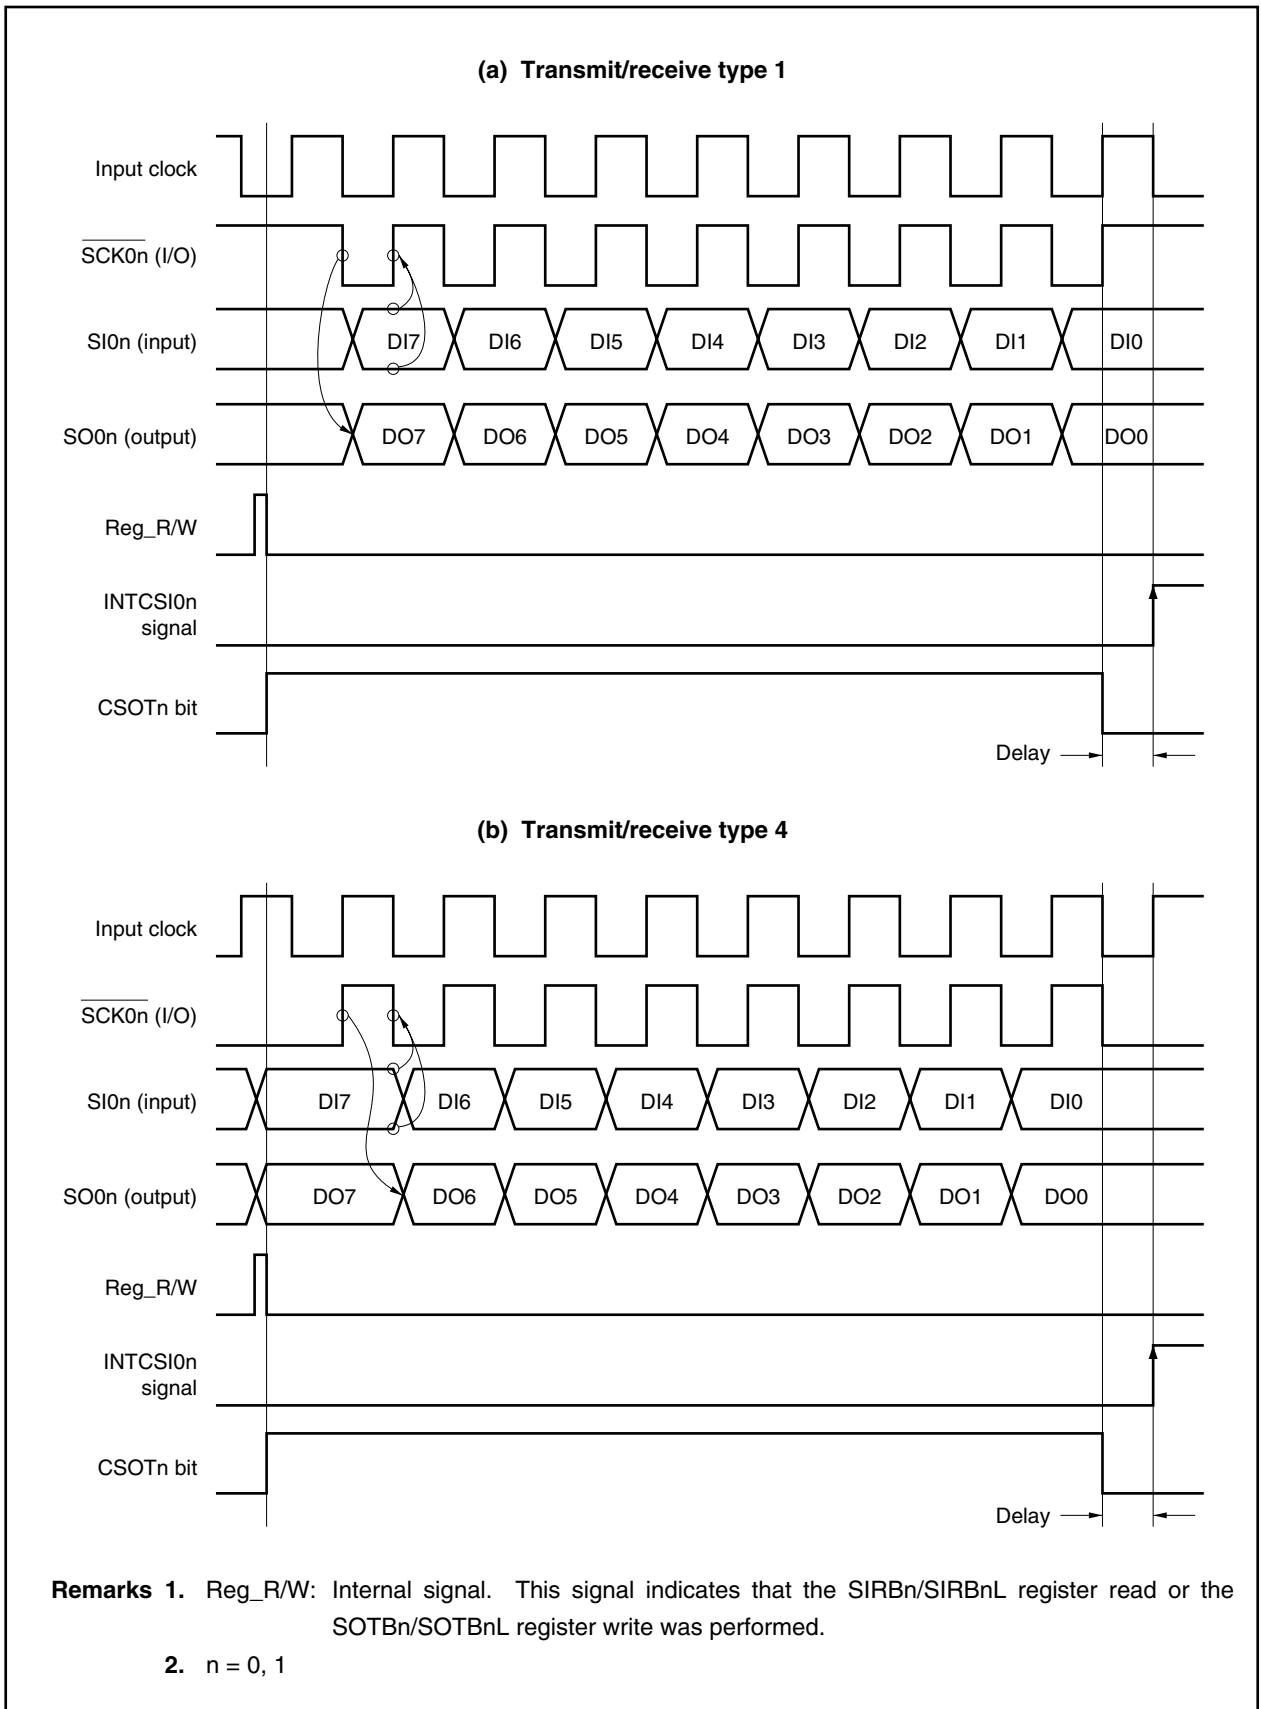 (a) Transmit/receive type 1
Input clock
SCK0n (I/O)
SI0n (input)
DI7 DI6 DI5 DI4 DI3 DI2 DI1 DI0
SO0n (output)
DO7 DO6 DO5 DO4 DO3 DO2 DO1 DO0
Reg_R/W
INTCSI0n
signal
CSOTn bit
Delay
(b) Transmit/receive type 4
Input clock
SCK0n (I/O)
SI0n (input)
DI7 DI6 DI5 DI4 DI3 DI2 DI1 DI0
SO0n (output)
DO7 DO6 DO5 DO4 DO3 DO2 DO1 DO0
Reg_R/W
INTCSI0n
signal
CSOTn bit
Delay
Remarks 1. Reg_R/W: Internal signal. This signal indicates that the SIRBn/SIRBnL register read or the
SOTBn/SOTBnL register write was performed.
2. n = 0, 1